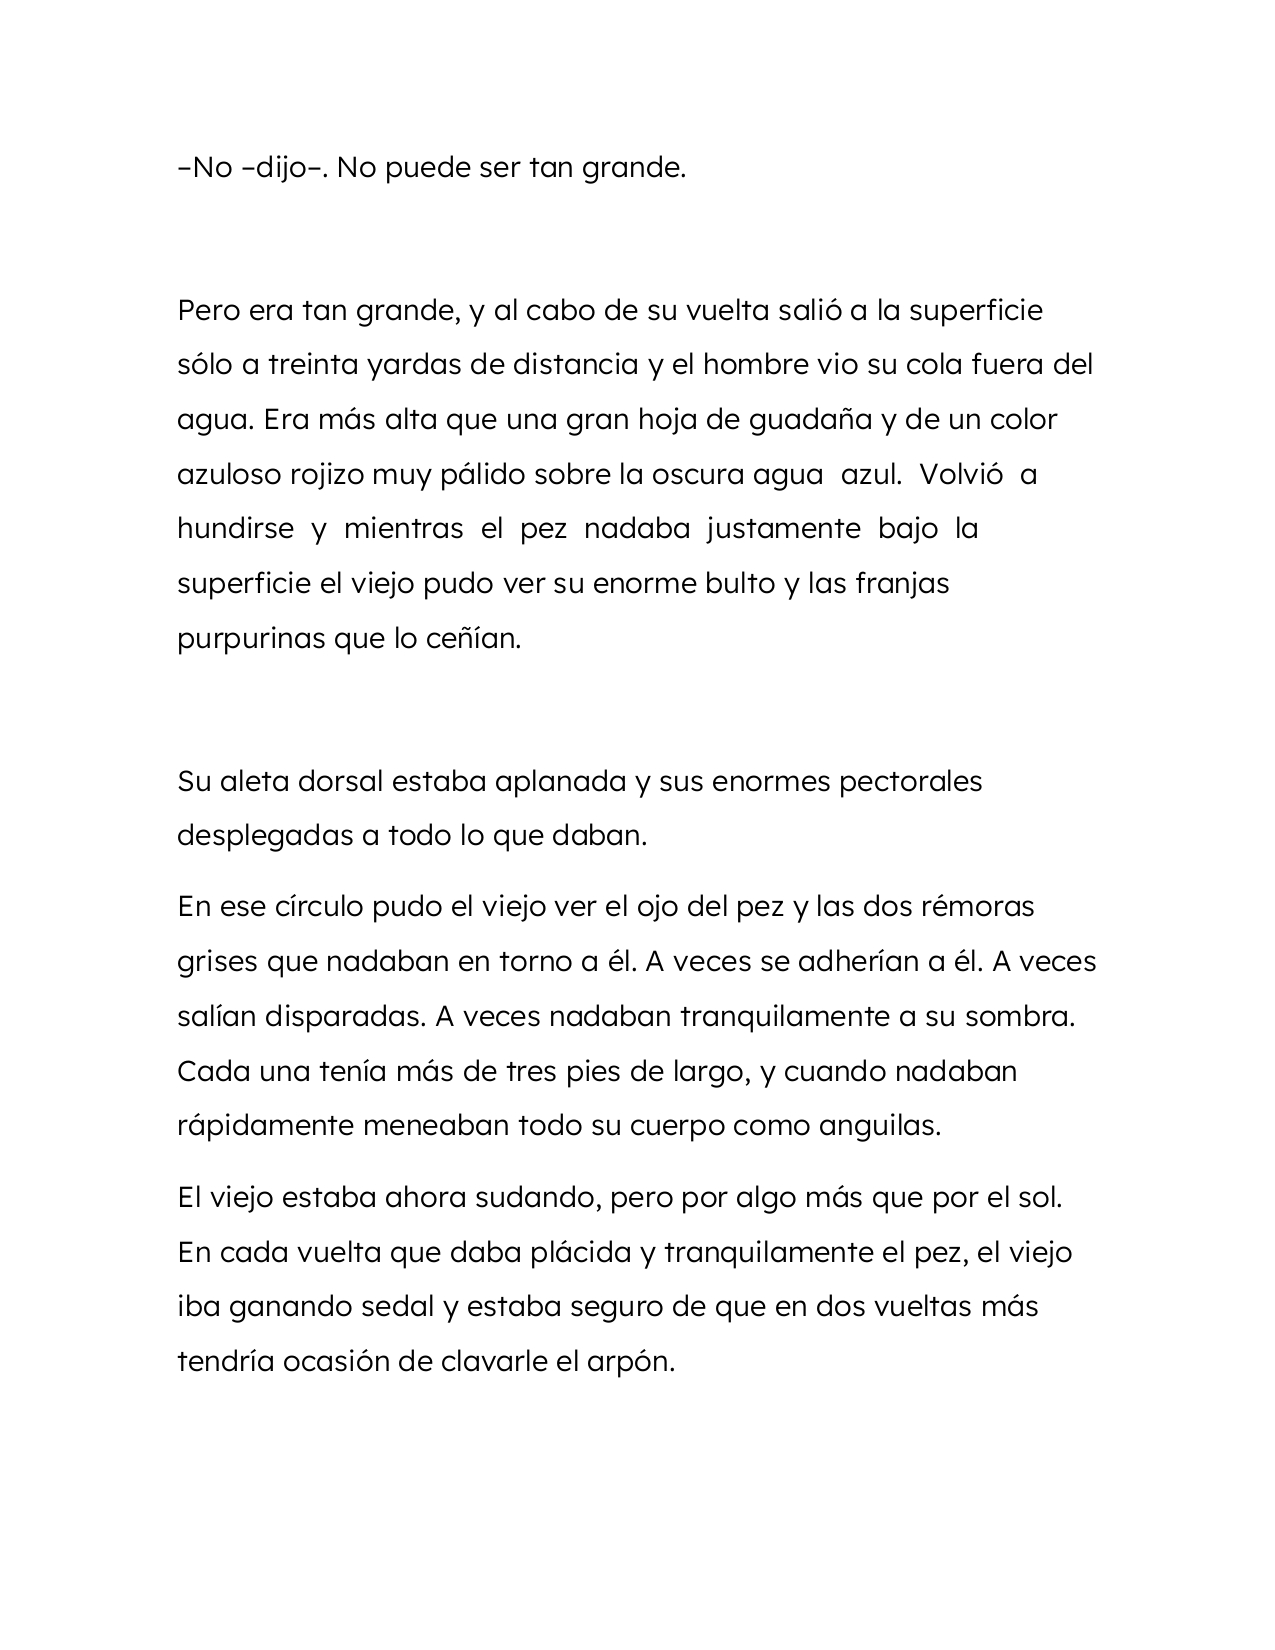 –No –dijo–. No puede ser tan grande.
Pero era tan grande, y al cabo de su vuelta salió a la superficie
sólo a treinta yardas de distancia y el hombre vio su cola fuera del
agua. Era más alta que una gran hoja de guadaña y de un color
azuloso rojizo muy pálido sobre la oscura agua azul. Volvió a
hundirse y mientras el pez nadaba justamente bajo la
superficie el viejo pudo ver su enorme bulto y las franjas
purpurinas que lo ceñían.
Su aleta dorsal estaba aplanada y sus enormes pectorales
desplegadas a todo lo que daban.
En ese círculo pudo el viejo ver el ojo del pez y las dos rémoras
grises que nadaban en torno a él. A veces se adherían a él. A veces
salían disparadas. A veces nadaban tranquilamente a su sombra.
Cada una tenía más de tres pies de largo, y cuando nadaban
rápidamente meneaban todo su cuerpo como anguilas.
El viejo estaba ahora sudando, pero por algo más que por el sol.
En cada vuelta que daba plácida y tranquilamente el pez, el viejo
iba ganando sedal y estaba seguro de que en dos vueltas más
tendría ocasión de clavarle el arpón.